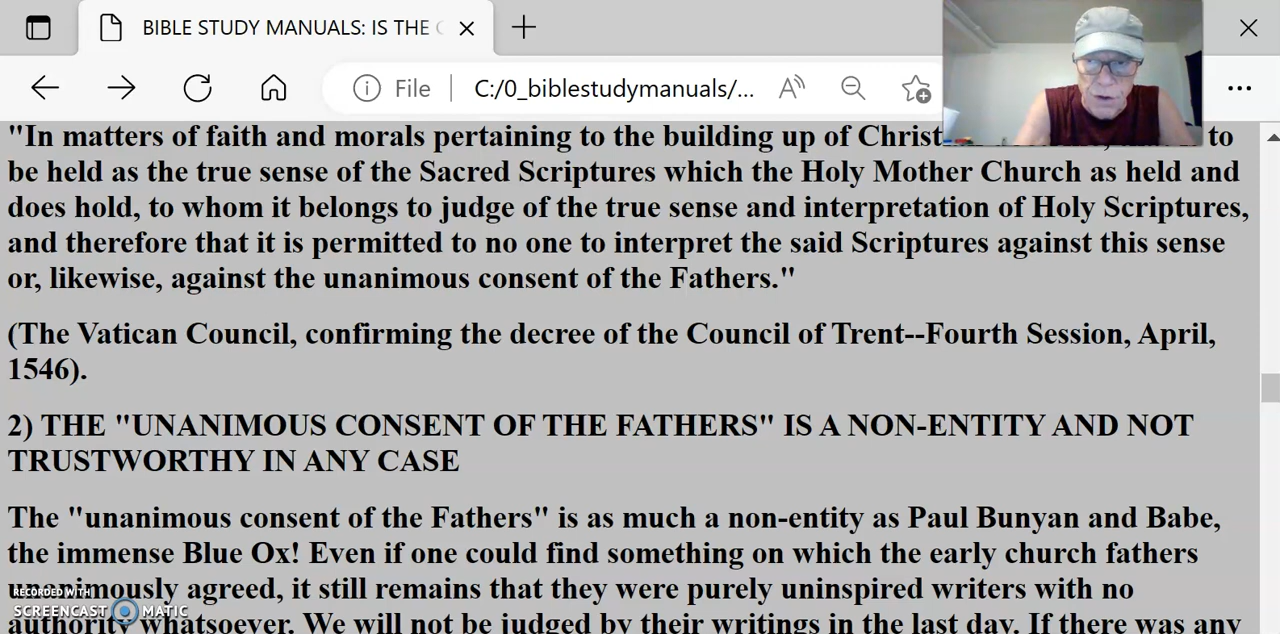 BIBLE STUDY MANUALS: IS THE
File
C:/0_biblestudymanuals/...
"In matters of faith and morals pertaining to the building up of Christ to
be held as the true sense of the Sacred Scriptures which the Holy Mother Church as held and
does hold, to whom it belongs to judge of the true sense and interpretation of Holy Scriptures,
and therefore that it is permitted to no one to interpret the said Scriptures against this sense
or, likewise, against the unanimous consent of the Fathers."
(The Vatican Council, confirming the decree of the Council of Trent--Fourth Session, April,
1546).
2) THE "UNANIMOUS CONSENT OF THE FATHERS" IS A NON-ENTITY AND NOT
TRUSTWORTHY IN ANY CASE
The "unanimous consent of the Fathers" is as much a non-entity as Paul Bunyan and Babe,
the immense Blue Ox! Even if one could find something on which the early church fathers
unanimously agreed, it still remains that they were purely uninspired writers with no
RECORDED WITH
SCREENCAST MATIC
authority whatsoever. We will not be judged by their writings in the last day. If there was any